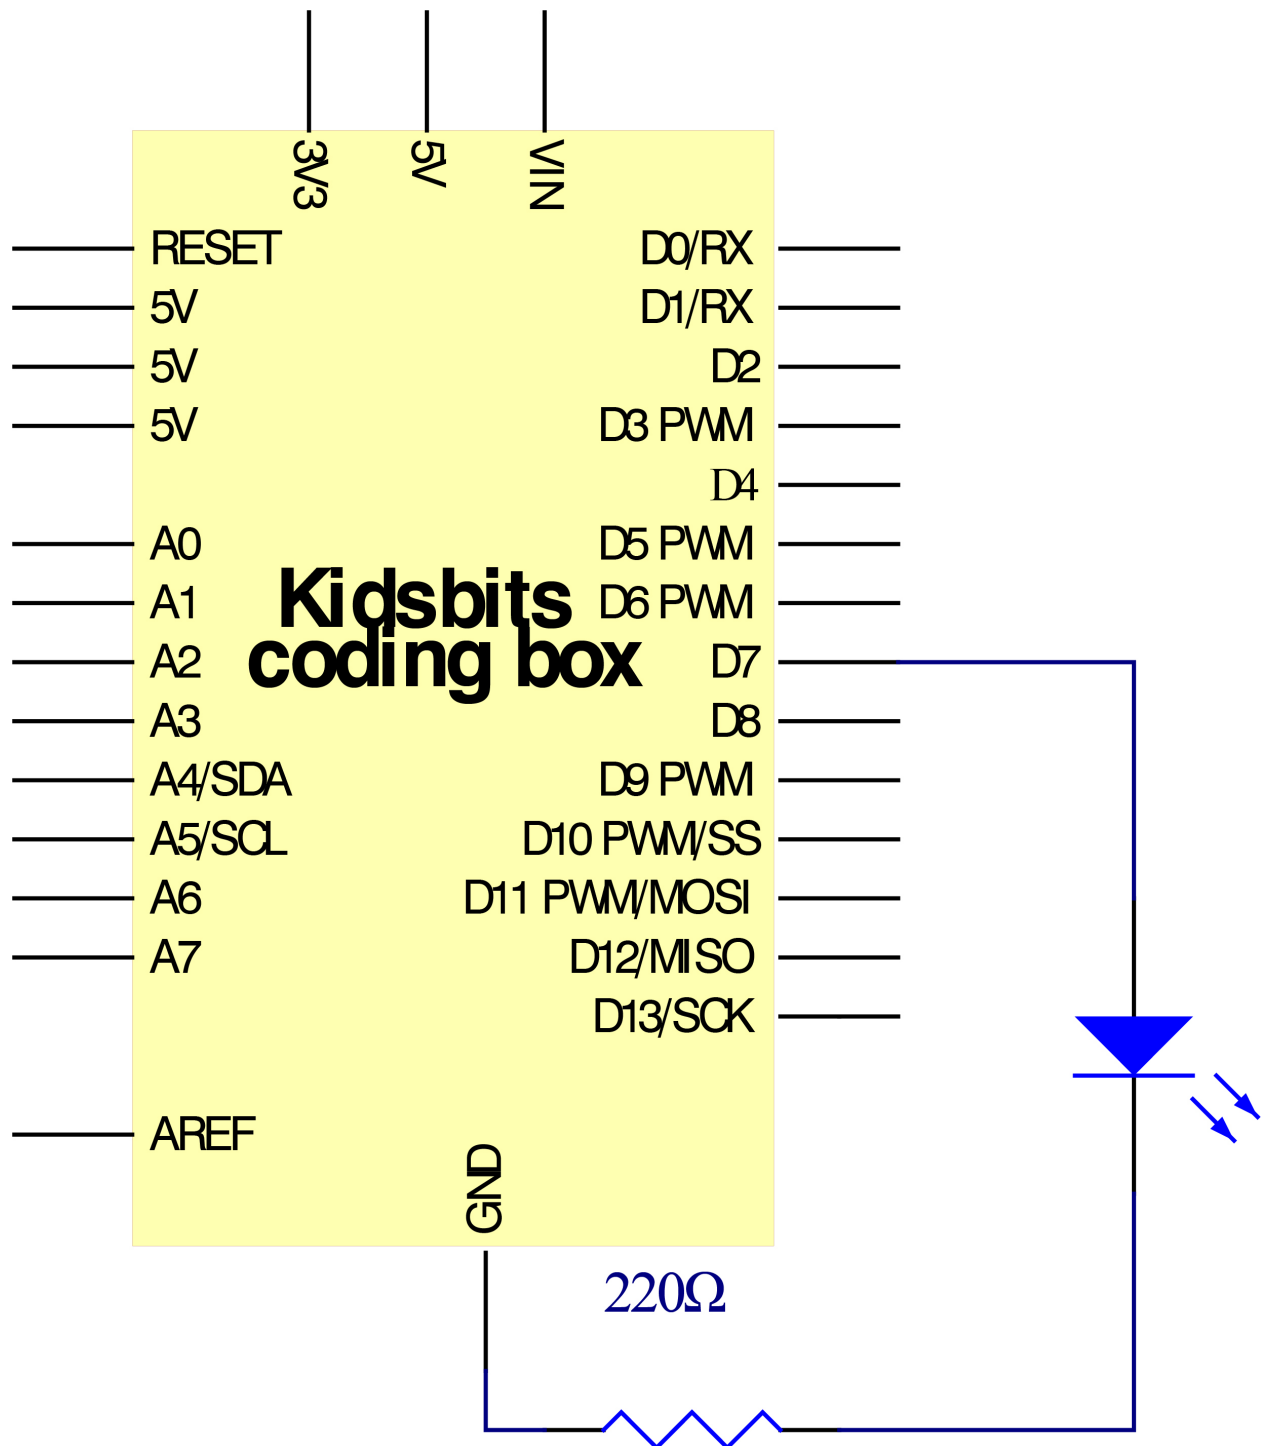 3V3
5V
VIN
RESET
D0/RX
5V
D1/RX
5V
D2
5V
D3 PWM
D4
A0
D5 PWM
A1
Kidsbits
D6 PWM
A2
coding box
D7
A3
D8
A4/SDA
D9 PWM
A5/SCL
D10 PWM/SS
A6
D11 PWM/MOSI
A7
D12/MISO
D13/SCK
AREF
GND
220Ω